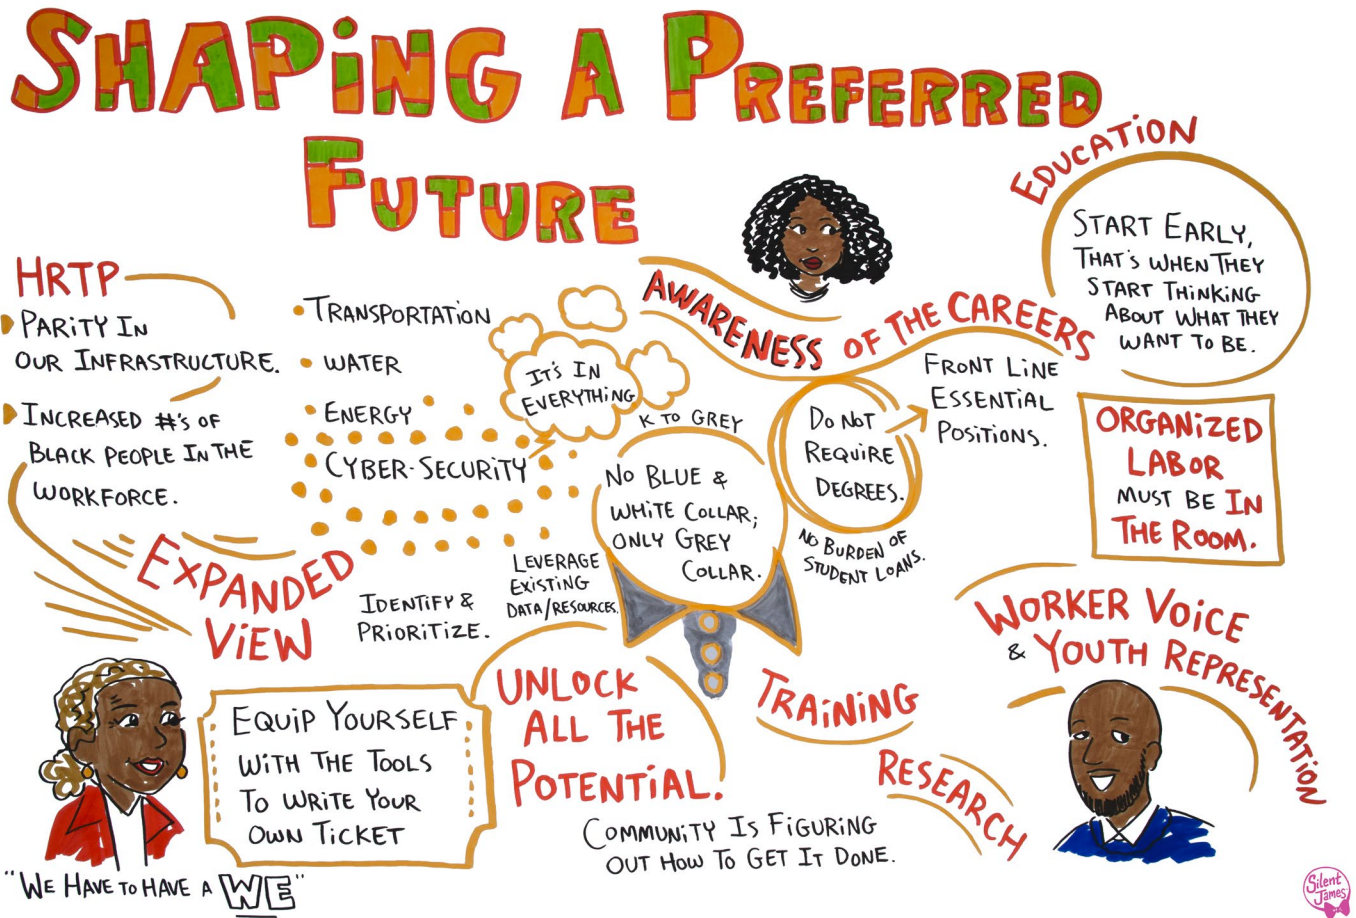 SHAPING A PREFERRED
FUTURE
HRTP
PARITY IN
OUR INFRASTRUCTURE.
INCREASED #'S OF
BLACK PEOPLE IN THE
WORKFORCE.
EXPANDED
VIEW
TRANSPORTATION
WATER
ENERGY
CYBER-SECURITY
IT'S IN
EVERYTHING
IDENTIFY &
PRIORITIZE.
LEVERAGE
EXISTING
DATA/RESOURCES.
K TO GREY
NO BLUE &
WHITE COLLAR;
ONLY GREY
COLLAR.
AWARENESS OF THE CAREERS
DO NOT
REQUIRE
DEGREES.
FRONT LINE
ESSENTIAL
POSITIONS.
NO BURDEN OF
STUDENT LOANS.
EDUCATION
START EARLY,
THAT'S WHEN THEY
START THINKING
ABOUT WHAT THEY
WANT TO BE.
ORGANIZED
LABOR
MUST BE IN
THE ROOM.
WORKER VOICE
& YOUTH REPRESENTATION
EQUIP YOURSELF
WITH THE TOOLS
TO WRITE YOUR
OWN TICKET
"WE HAVE TO HAVE A WE"
UNLOCK
ALL THE
POTENTIAL.
TRAINING
RESEARCH
COMMUNITY IS FIGURING
OUT HOW TO GET IT DONE.
Silent
James